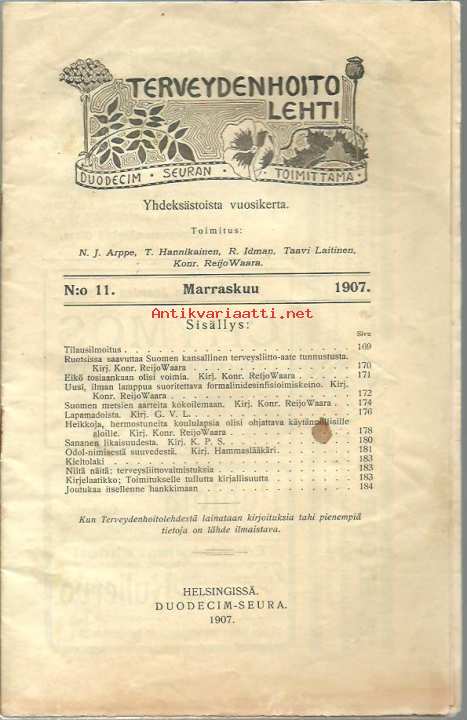 TERVEYDENHOITO
LEHTI
DUODECIM · SEURAN · TOIMITTAMA ·
Yhdeksästoista vuosikerta.
Toimitus:
N. J. Arppe, T. Hannikainen, R. Idman, Taavi Laitinen,
Konr. ReijoWaara.
N:o 11. Marraskuu 1907.
Antikvariaatti.net
Sisällys:
Sivu
Tilausilmoitus 169
Ruotsissa saavuttaa Suomen kansallinen terveysliitto-aate tunnustusta.
Kirj. Konr. ReijoWaara 170
Eikö tosiaankaan olisi voimia. Kirj. Konr. ReijoWaara 171
Uusi, ilman lamppua suoritettava formaliinidesinfisioimiskeino. Kirj.
Konr. ReijoWaara 172
Suomen metsien aarteita kokoilemaan. Kirj. Konr. ReijoWaara 174
Lapamadoista. Kirj. G. V. L. 176
Heikkoja, hermostuneita koululapsia olisi ohjattava käytännöllisille
aloille. Kirj. Konr. ReijoWaara 178
Sananen likaisuudesta. Kirj. K. P. S. 180
Odol-nimisestä suuvedestä. Kirj. Hammaslääkäri. 181
Kieltolaki 183
Niitä näitä: terveysliittovalmistuksia 183
Kirjelaatikko; Toimitukselle tullutta kirjallisuutta 183
Joutukaa itsellenne hankkimaan 184
Kun Terveydenhoitolehdestä lainataan kirjoituksia tahi pienempiä
tietoja on lähde ilmaistava.
HELSINGISSÄ.
DUODECIM-SEURA.
1907.